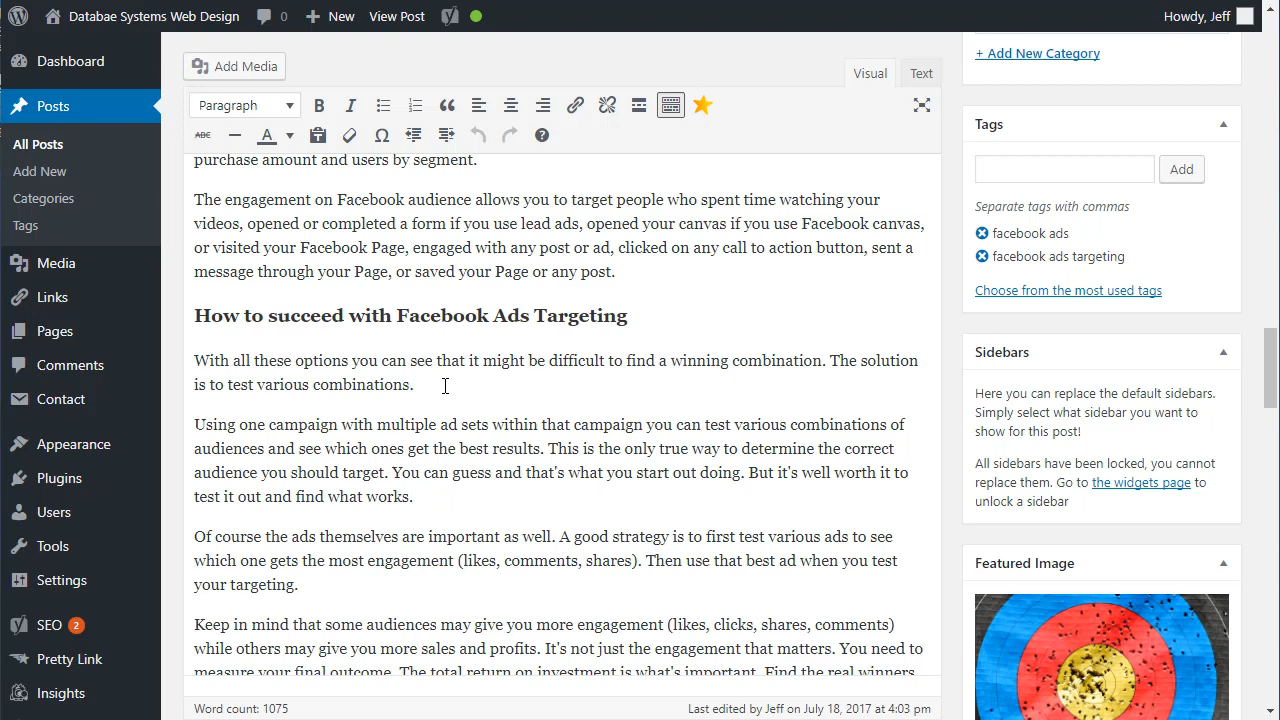 Databae Systems Web Design
0
New
View Post
Howdy, Jeff
Dashboard
Posts
All Posts
Add New
Categories
Tags
Media
Links
Pages
Comments
Contact
Appearance
Plugins
Users
Tools
Settings
SEO 2
Pretty Link
Insights
Add Media
Visual
Text
Paragraph
B I
ABC
A
purchase amount and users by segment.
The engagement on Facebook audience allows you to target people who spent time watching your
videos, opened or completed a form if you use lead ads, opened your canvas if you use Facebook canvas,
or visited your Facebook Page, engaged with any post or ad, clicked on any call to action button, sent a
message through your Page, or saved your Page or any post.
How to succeed with Facebook Ads Targeting
With all these options you can see that it might be difficult to find a winning combination. The solution
is to test various combinations.
Using one campaign with multiple ad sets within that campaign you can test various combinations of
audiences and see which ones get the best results. This is the only true way to determine the correct
audience you should target. You can guess and that's what you start out doing. But it's well worth it to
test it out and find what works.
Of course the ads themselves are important as well. A good strategy is to first test various ads to see
which one gets the most engagement (likes, comments, shares). Then use that best ad when you test
your targeting.
Keep in mind that some audiences may give you more engagement (likes, clicks, shares, comments)
while others may give you more sales and profits. It's not just the engagement that matters. You need to
measure your final outcome. The total return on investment is what's important. Find the real winners
Word count: 1075
Last edited by Jeff on July 18, 2017 at 4:03 pm
+ Add New Category
Tags
Add
Separate tags with commas
facebook ads
facebook ads targeting
Choose from the most used tags
Sidebars
Here you can replace the default sidebars.
Simply select what sidebar you want to
show for this post!
All sidebars have been locked, you cannot
replace them. Go to the widgets page to
unlock a sidebar
Featured Image